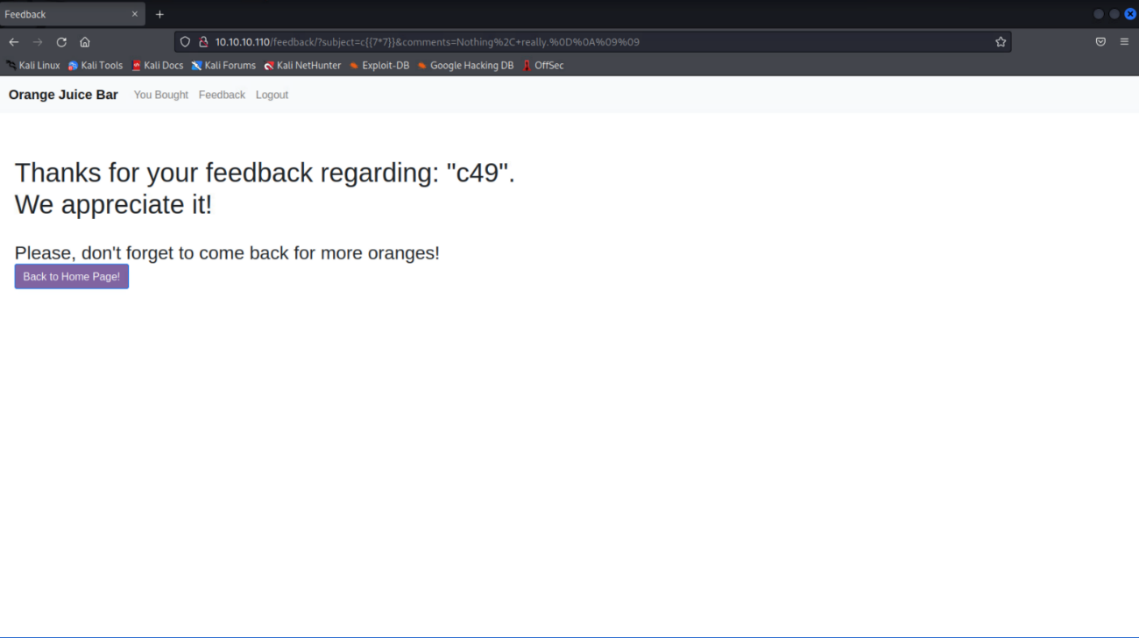 Feedback
10.10.10.110/feedback/?subject=c{{7*7}}&comments=Nothing%2C+really.%0D%0A%09%09
Kali Linux Kali Tools Kali Docs Kali Forums Kali NetHunter Exploit-DB Google Hacking DB OffSec
Orange Juice Bar You Bought Feedback Logout
Thanks for your feedback regarding: "c49".
We appreciate it!
Please, don't forget to come back for more oranges!
Back to Home Page!